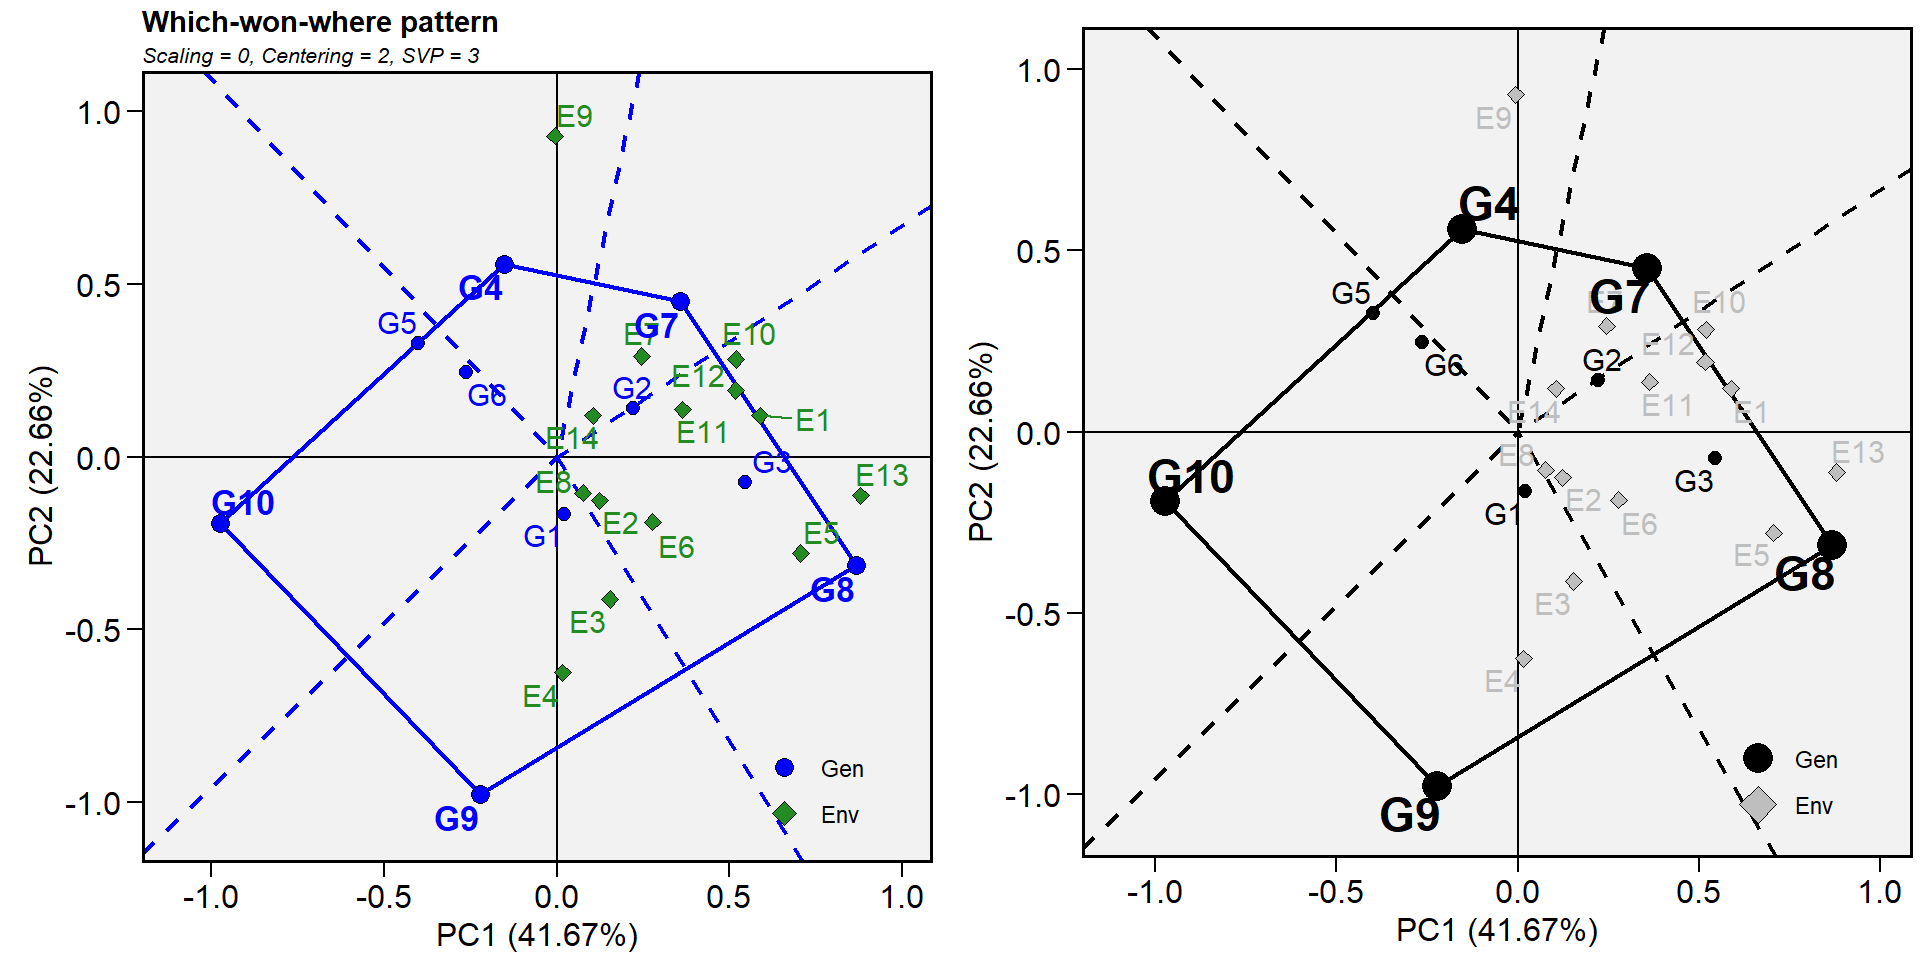 Which-won-where pattern
Scaling = 0, Centering = 2, SVP = 3
PC2 (22.66%)
1.0
0.5
0.0
-0.5
-1.0
E9
G4
G5
G6
E7
G7
E10
E12
G2
E14
E11
E1
G3
E13
E8
G10
E2
G1
E6
E5
G8
E3
E4
G9
Gen
Env
-1.0
-0.5
0.0
0.5
1.0
PC1 (41.67%)
PC2 (22.66%)
1.0
0.5
0.0
-0.5
-1.0
E9
G4
G5
G6
G7
E10
E12
G2
E14
E11
E1
E8
E13
G10
G3
E2
G1
E6
E5
G8
E3
E4
G9
Gen
Env
-1.0
-0.5
0.0
0.5
1.0
PC1 (41.67%)